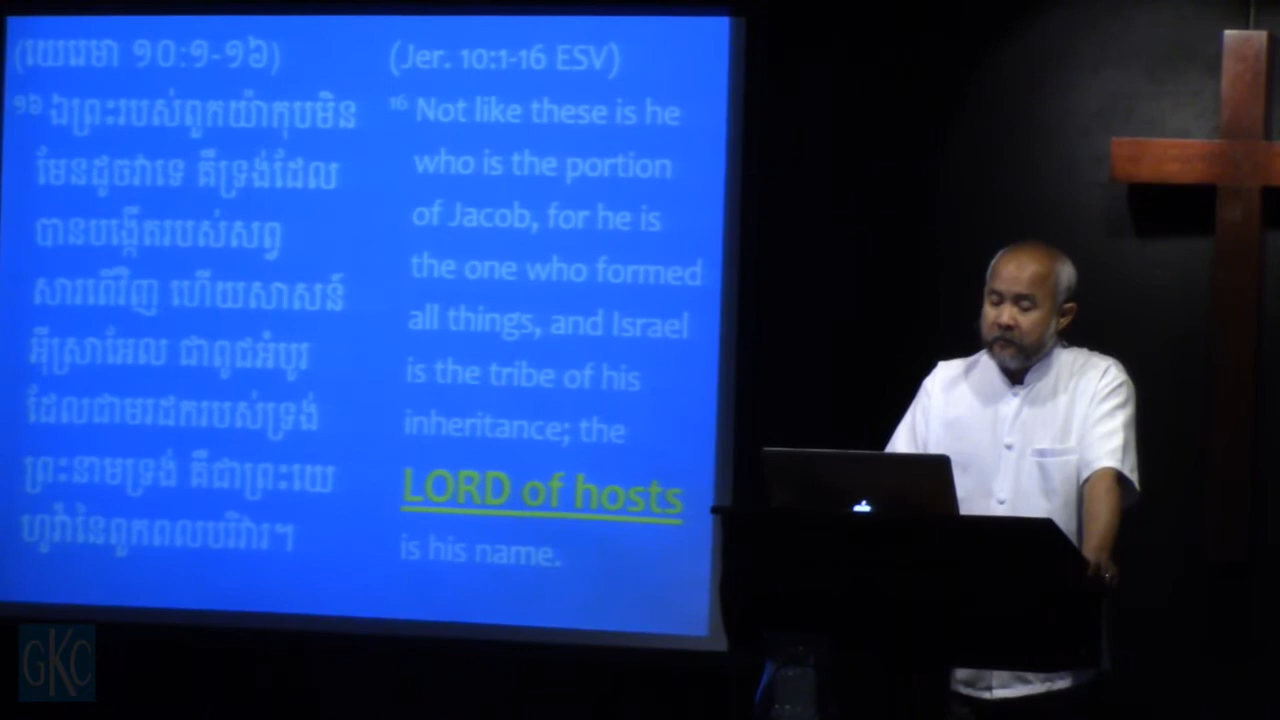 (យេរេមា ១០:១-១៦)
១៦ ឯព្រះរបស់ពួកយ៉ាកុបមិន
មែនដូចវាទេ គឺទ្រង់ដែល
បានបង្កើតរបស់សព្វ
សារពើវិញ ហើយសាសន៍
អ៊ីស្រាអែល ជាពូជអំបូរ
ដែលជាមរដករបស់ទ្រង់
ព្រះនាមទ្រង់ គឺជាព្រះយេ
ហូវ៉ានៃពួកពលបរិវារ។
(Jer. 10:1-16 ESV)
16 Not like these is he
who is the portion
of Jacob, for he is
the one who formed
all things, and Israel
is the tribe of his
inheritance; the
LORD of hosts
is his name.
GKC